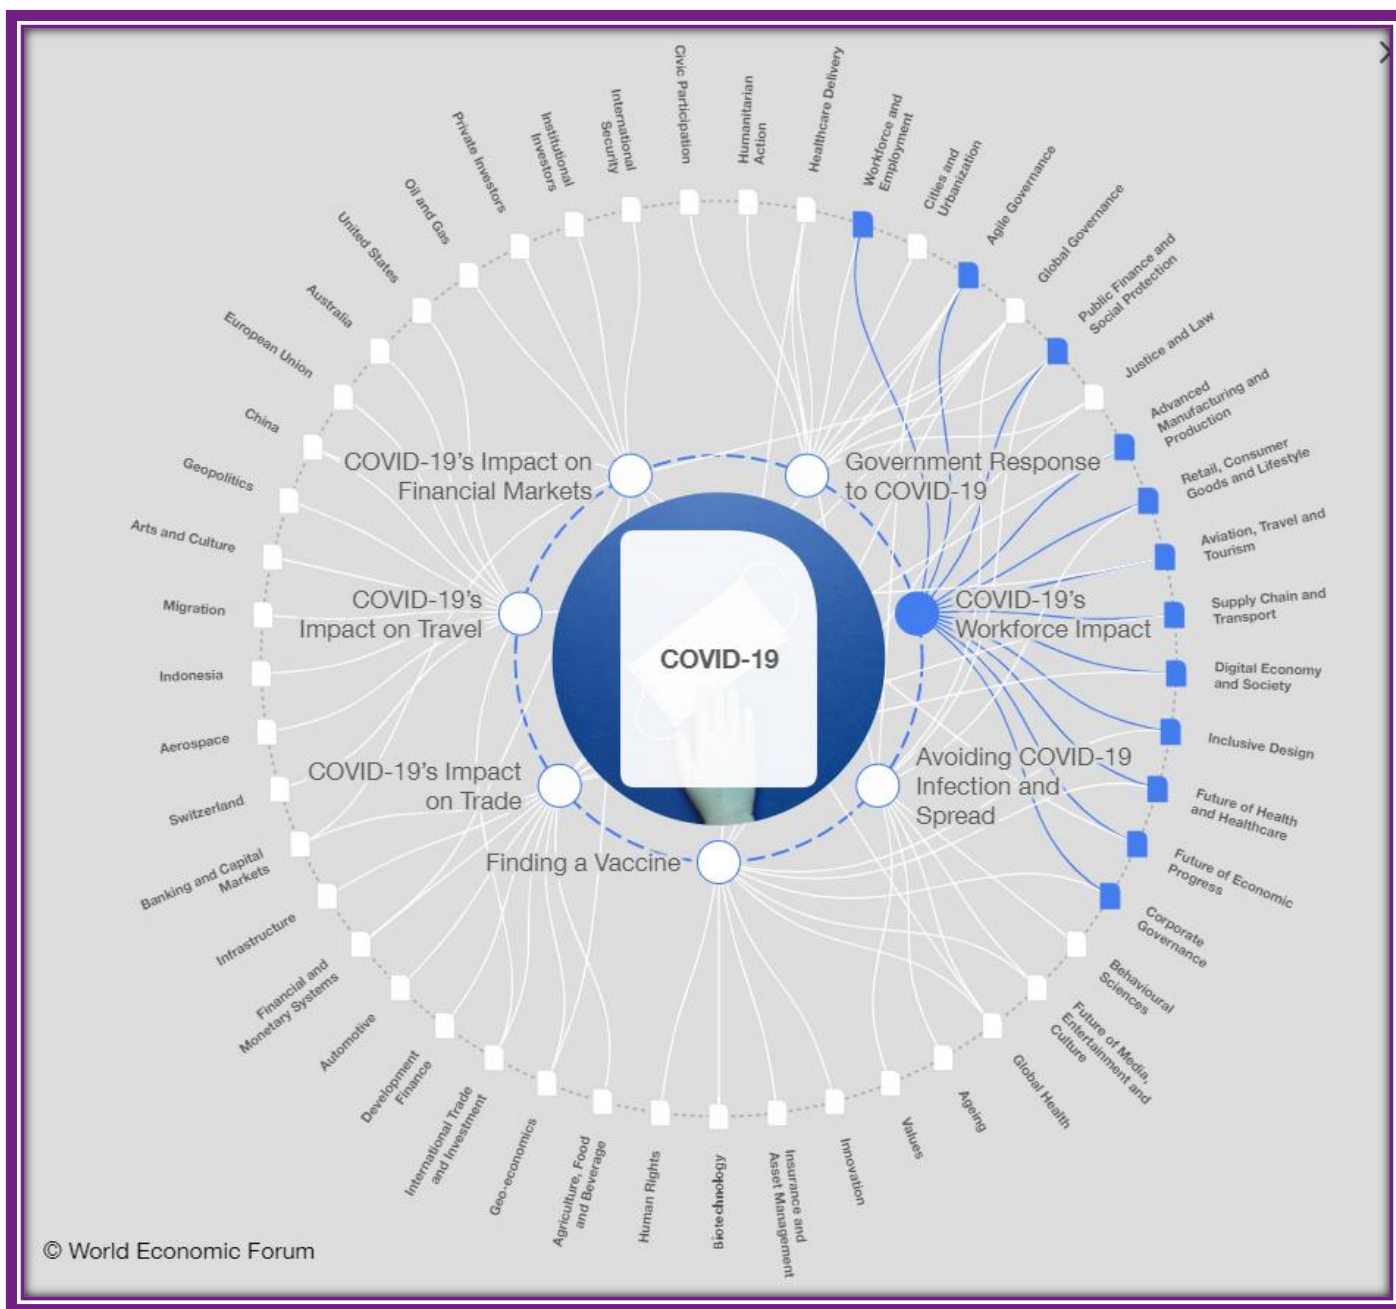 Civic Participation
Humanitarian
Action
Healthcare Delivery
Workforce and
Employment
Cities and
Urbanization
Agile Governance
Global Governance
Public Finance and
Social Protection
Justice and Law
Advanced
Manufacturing and
Production
Retail, Consumer
Goods and Lifestyle
Aviation, Travel and
Tourism
Supply Chain and
Transport
Digital Economy
and Society
Inclusive Design
Future of Health
and Healthcare
Future of Economic
Progress
Corporate
Governance
Behavioural
Sciences
Future of Media,
Entertainment and
Culture
Global Health
Ageing
Values
Innovation
Insurance and
Asset Management
Biotechnology
Human Rights
Agriculture, Food
and Beverage
Geo-economics
International Trade
and Investment
Development
Finance
Automotive
Financial and
Monetary Systems
Infrastructure
Banking and Capital
Markets
Switzerland
Aerospace
Indonesia
Migration
Arts and Culture
Geopolitics
China
European Union
Australia
United States
Oil and Gas
Private Investors
Institutional
Investors
International
Security
COVID-19's Impact on
Financial Markets
Government Response
to COVID-19
COVID-19's
Impact on Travel
COVID-19's
Workforce Impact
COVID-19
COVID-19's Impact
on Trade
Avoiding COVID-19
Infection and
Spread
Finding a Vaccine
© World Economic Forum